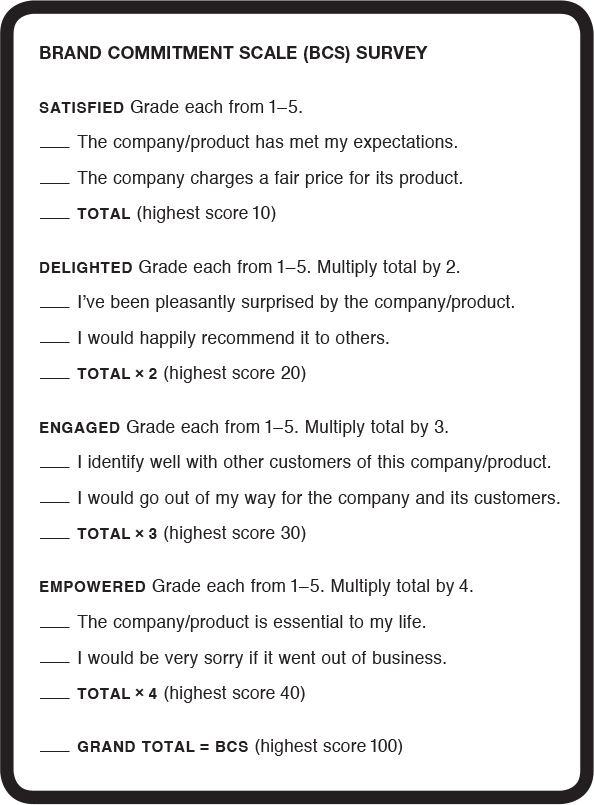 BRAND COMMITMENT SCALE (BCS) SURVEY
SATISFIED Grade each from 1–5.
___ The company/product has met my expectations.
___ The company charges a fair price for its product.
___ TOTAL (highest score 10)
DELIGHTED Grade each from 1–5. Multiply total by 2.
___ I’ve been pleasantly surprised by the company/product.
___ I would happily recommend it to others.
___ TOTAL × 2 (highest score 20)
ENGAGED Grade each from 1–5. Multiply total by 3.
___ I identify well with other customers of this company/product.
___ I would go out of my way for the company and its customers.
___ TOTAL × 3 (highest score 30)
EMPOWERED Grade each from 1–5. Multiply total by 4.
___ The company/product is essential to my life.
___ I would be very sorry if it went out of business.
___ TOTAL × 4 (highest score 40)
___ GRAND TOTAL = BCS (highest score 100)